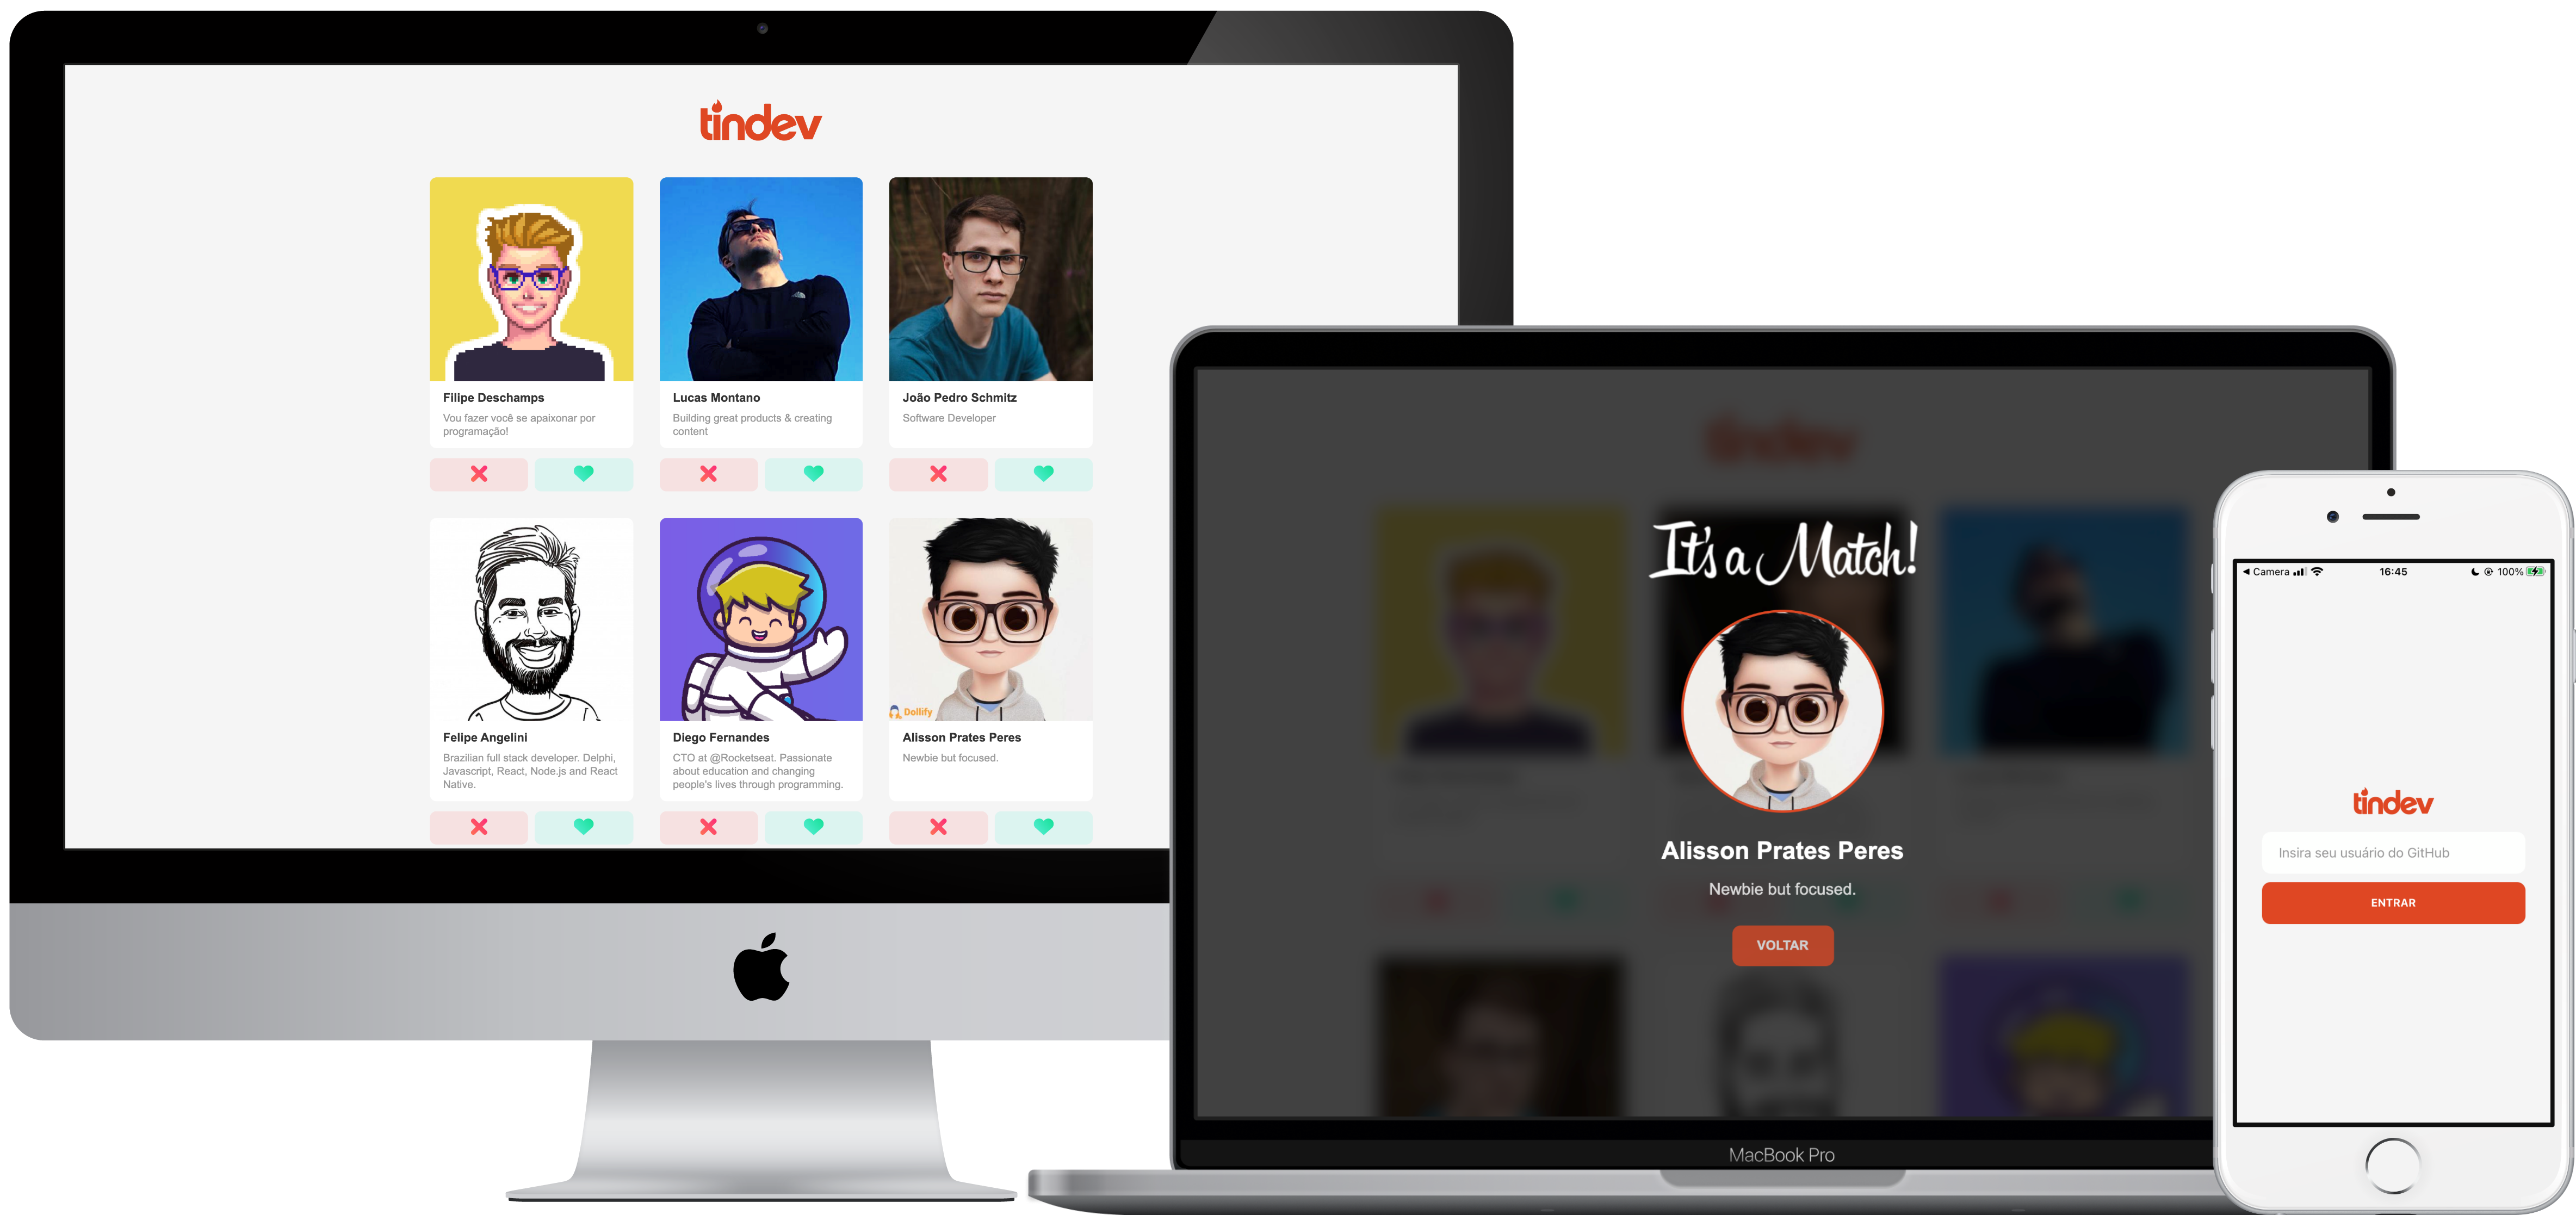 tindev
Filipe Deschamps
Vou fazer você se apaixonar por
programação!
Lucas Montano
Building great products & creating
content
João Pedro Schmitz
Software Developer
Felipe Angelini
Brazilian full stack developer. Delphi,
Javascript, React, Node.js and React
Native.
Diego Fernandes
CTO at @Rocketseat. Passionate
about education and changing
people's lives through programming.
Dollify
Alisson Prates Peres
Newbie but focused.
tindev
It's a Match!
Alisson Prates Peres
Newbie but focused.
VOLTAR
MacBook Pro
Camera 16:45 100%
tindev
Insira seu usuário do GitHub
ENTRAR